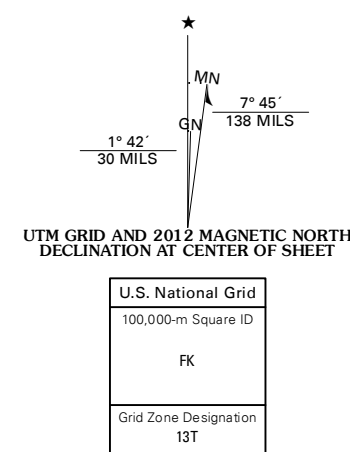 ★
MN
7° 45´
138 MILS
GN
1° 42´
30 MILS
UTM GRID AND 2012 MAGNETIC NORTH
DECLINATION AT CENTER OF SHEET
U.S. National Grid
100,000-m Square ID
FK
Grid Zone Designation
13T